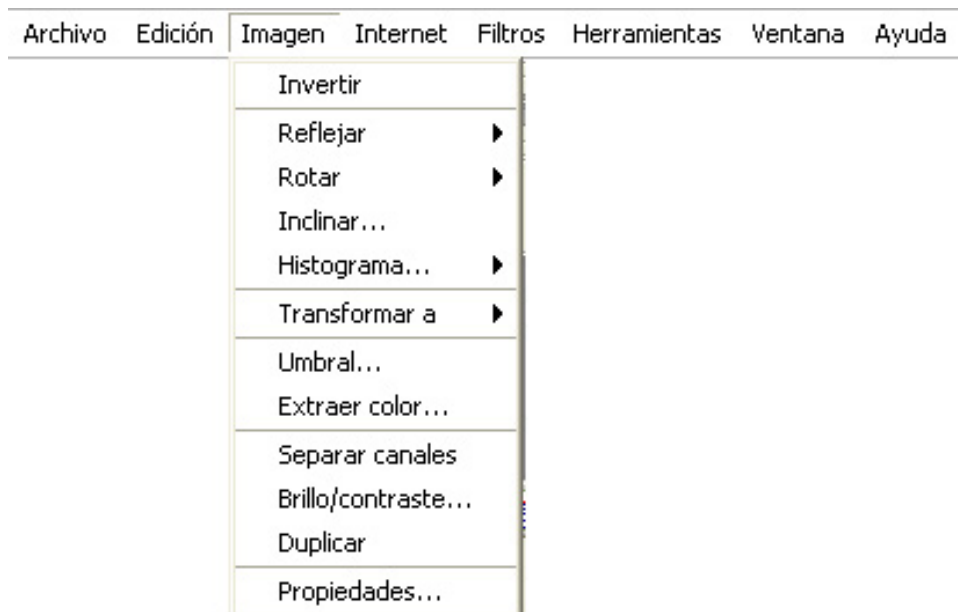 Archivo Edición Imagen Internet Filtros Herramientas Ventana Ayuda
Invertir
Reflejar
Rotar
Inclinar...
Histograma...
Transformar a
Umbral...
Extraer color...
Separar canales
Brillo/contraste...
Duplicar
Propiedades...